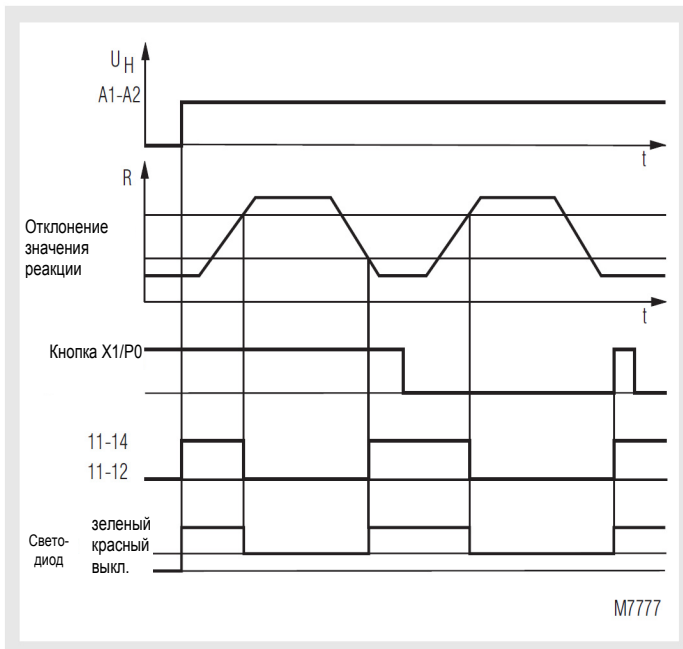 U H
A1-A2
t
R
Отклонение
значения
реакции
t
Кнопка X1/P0
11-14
11-12
Свето-
диод
зеленый
красный
выкл.
M7777